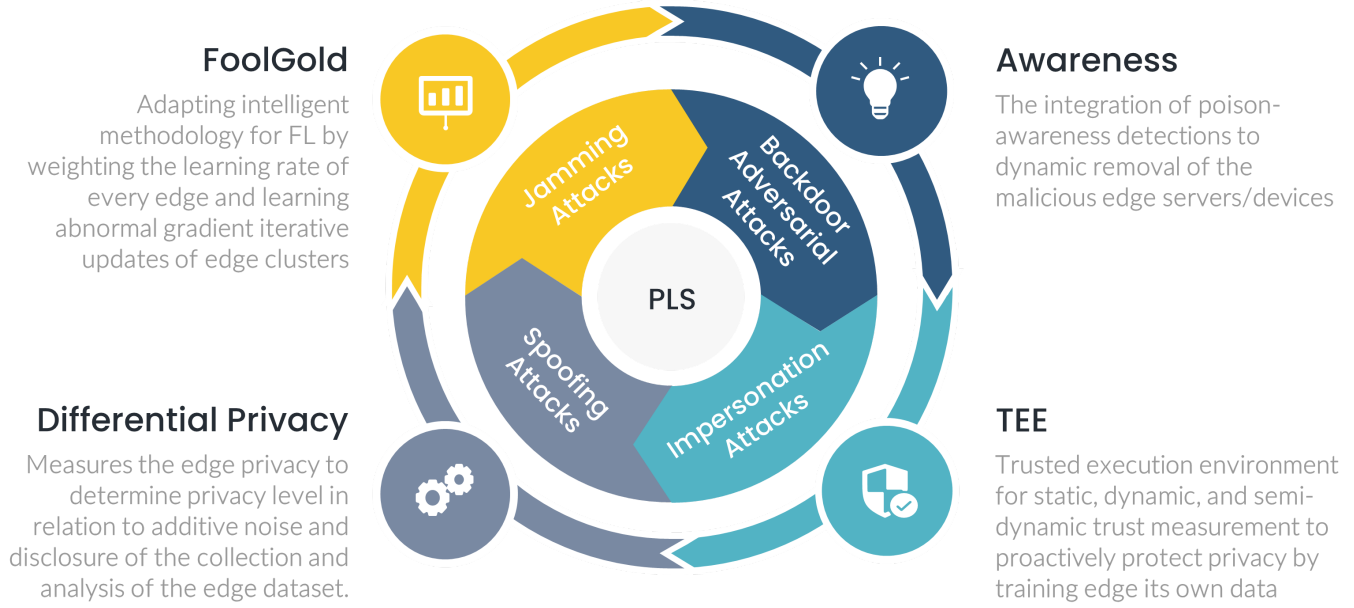 FoolGold
Adapting intelligent
methodology for FL by
weighting the learning rate of
every edge and learning
abnormal gradient iterative
updates of edge clusters
Awareness
The integration of poison-
awareness detections to
dynamic removal of the
malicious edge servers/devices
Jamming
Attacks
Backdoor
Adversarial
Attacks
PLS
Spoofing
Attacks
Impersonation
Attacks
Differential Privacy
Measures the edge privacy to
determine privacy level in
relation to additive noise and
disclosure of the collection and
analysis of the edge dataset.
TEE
Trusted execution environment
for static, dynamic, and semi-
dynamic trust measurement to
proactively protect privacy by
training edge its own data